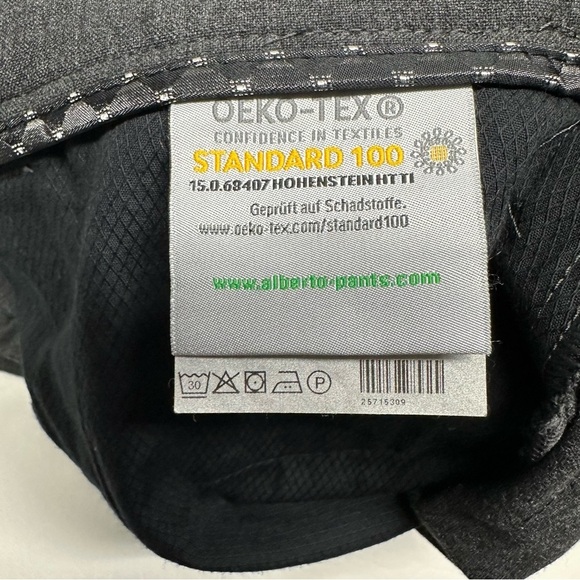 OEKO-TEX®
CONFIDENCE IN TEXTILES
STANDARD 100
15.0.68407 HOHENSTEIN HTTI
Geprüft auf Schadstoffe.
www.oeko-tex.com/standard100
www.alberto-pants.com
30 P
25715309